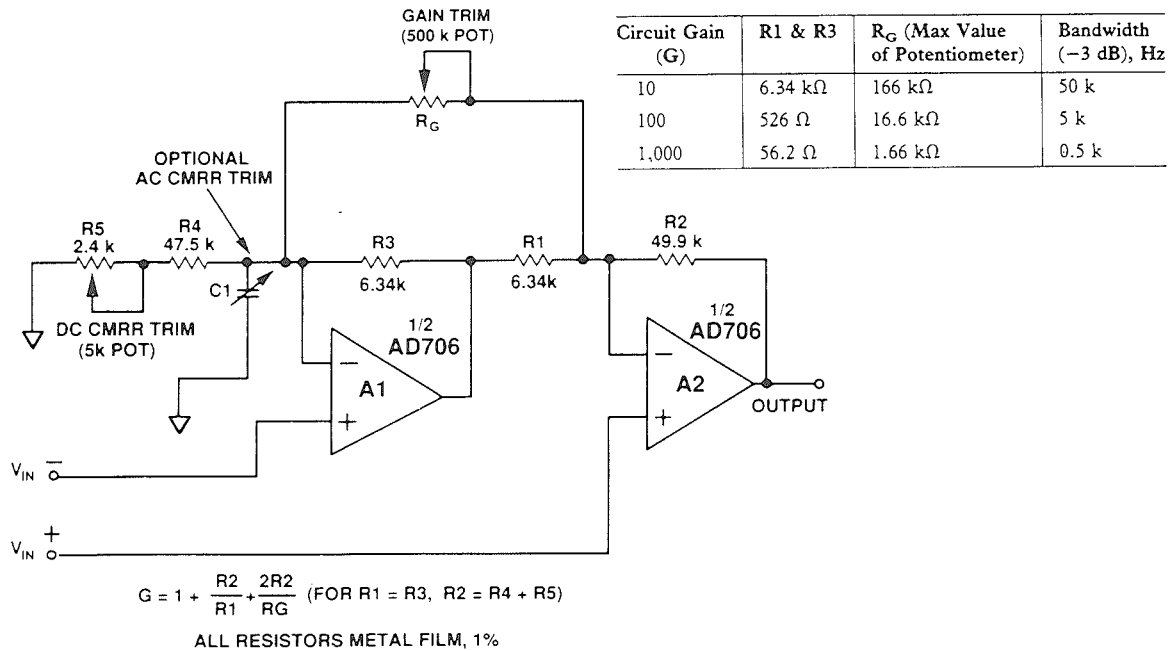 GAIN TRIM
(500 k POT)
R_G
OPTIONAL
AC CMRR TRIM
R5
2.4 k
R4
47.5 k
R3
6.34k
R1
6.34k
R2
49.9 k
C1
DC CMRR TRIM
(5k POT)
1/2
AD706
A1
−
+
1/2
AD706
A2
−
+
OUTPUT
V_IN −
V_IN +
G = 1 + R2/R1 + 2R2/RG (FOR R1 = R3, R2 = R4 + R5)
ALL RESISTORS METAL FILM, 1%
Circuit Gain (G) | R1 & R3 | R_G (Max Value of Potentiometer) | Bandwidth (−3 dB), Hz
10 | 6.34 kΩ | 166 kΩ | 50 k
100 | 526 Ω | 16.6 kΩ | 5 k
1,000 | 56.2 Ω | 1.66 kΩ | 0.5 k